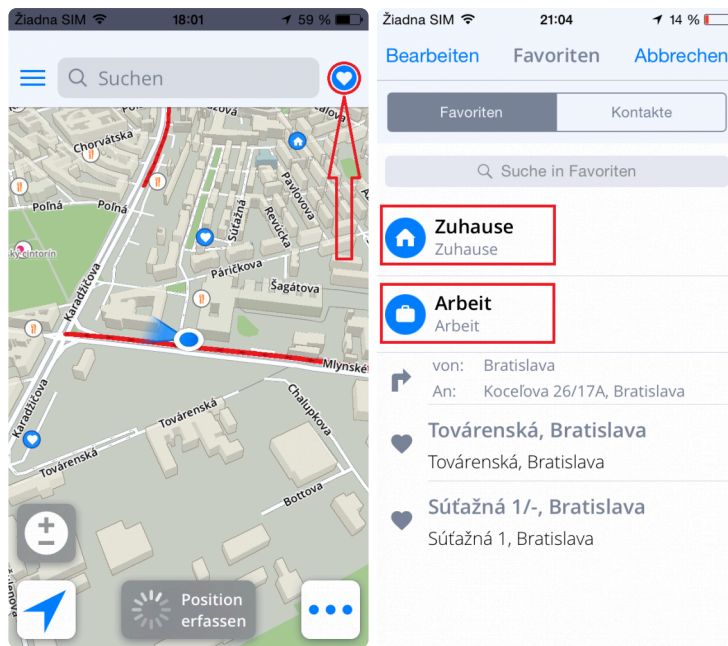 Žiadna SIM 18:01 59 %
Suchen
Chorvátska
Poľná
Poľná
Pavlovova
Revúcka
Súťažná
Páričkova
Šagátova
ký cintorín
Karadžičova
Mlynské
Karadžičova
Továrenská
Chalupkova
Továrenská
Bottova
Position
erfassen
Žiadna SIM 21:04 14 %
Bearbeiten Favoriten Abbrechen
Favoriten Kontakte
Suche in Favoriten
Zuhause
Zuhause
Arbeit
Arbeit
von: Bratislava
An: Koceľova 26/17A, Bratislava
Továrenská, Bratislava
Továrenská, Bratislava
Súťažná 1/-, Bratislava
Súťažná 1, Bratislava